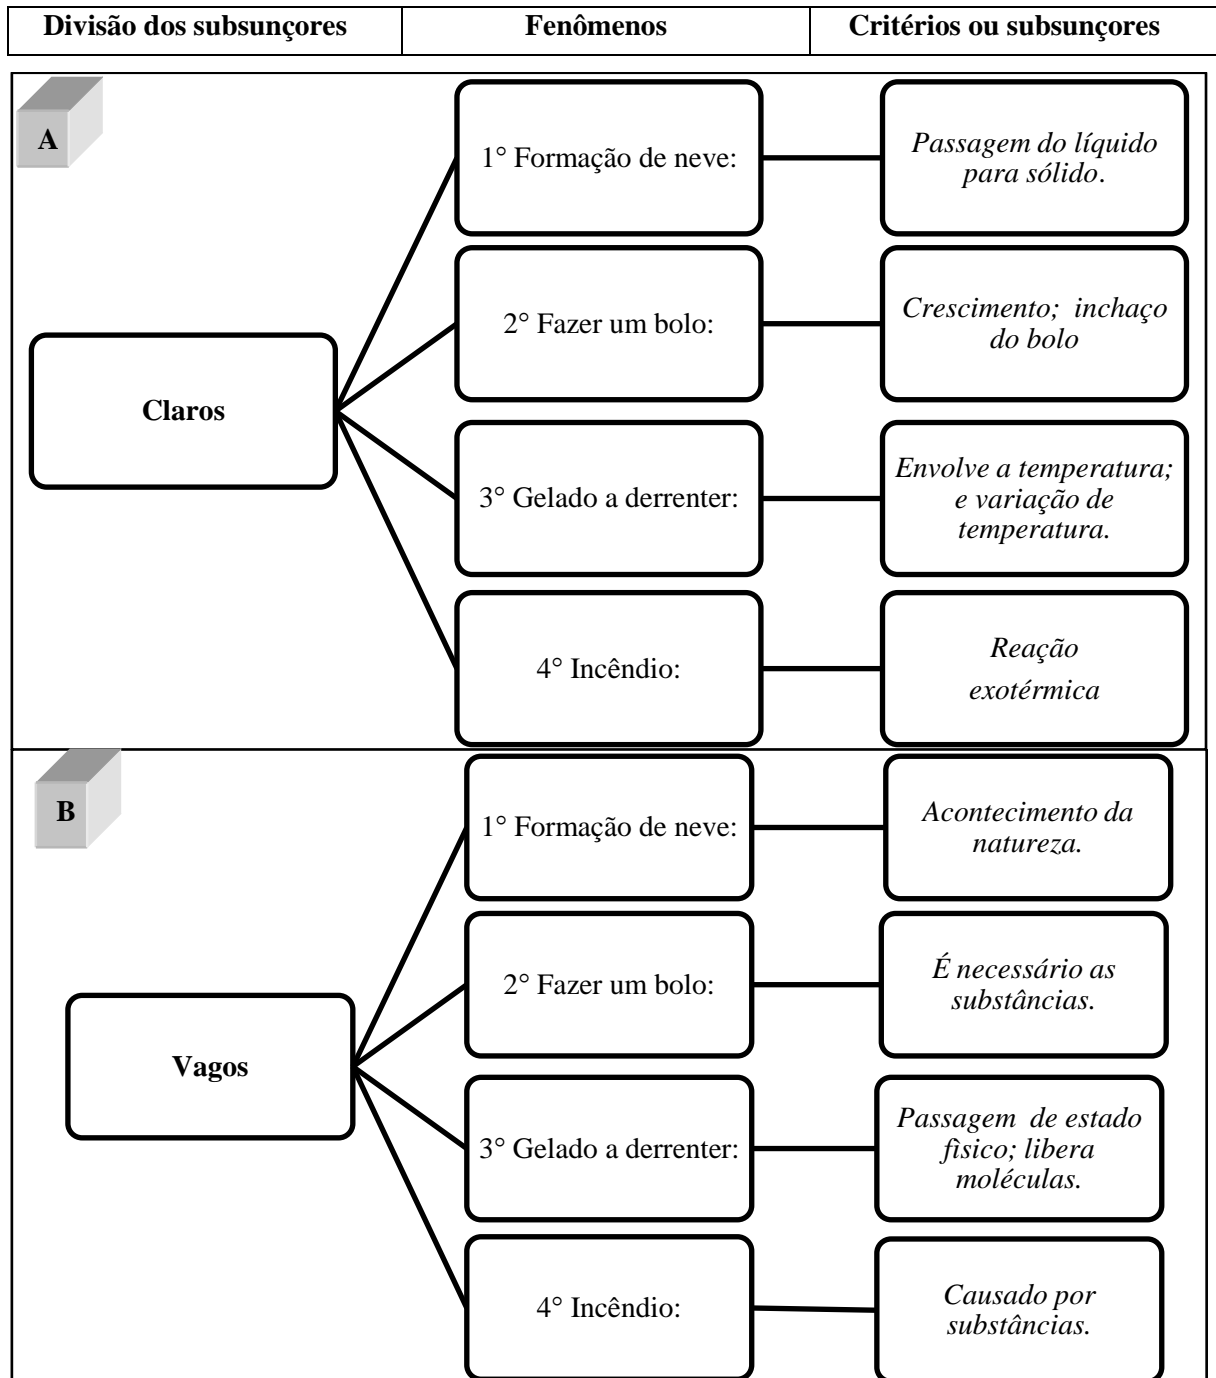 Divisão dos subsunçores Fenômenos Critérios ou subsunçores
A
Claros
1° Formação de neve:
Passagem do líquido
para sólido.
2° Fazer um bolo:
Crescimento; inchaço
do bolo
3° Gelado a derrenter:
Envolve a temperatura;
e variação de
temperatura.
4° Incêndio:
Reação
exotérmica
B
Vagos
1° Formação de neve:
Acontecimento da
natureza.
2° Fazer um bolo:
É necessário as
substâncias.
3° Gelado a derrenter:
Passagem de estado
fìsico; libera
moléculas.
4° Incêndio:
Causado por
substâncias.